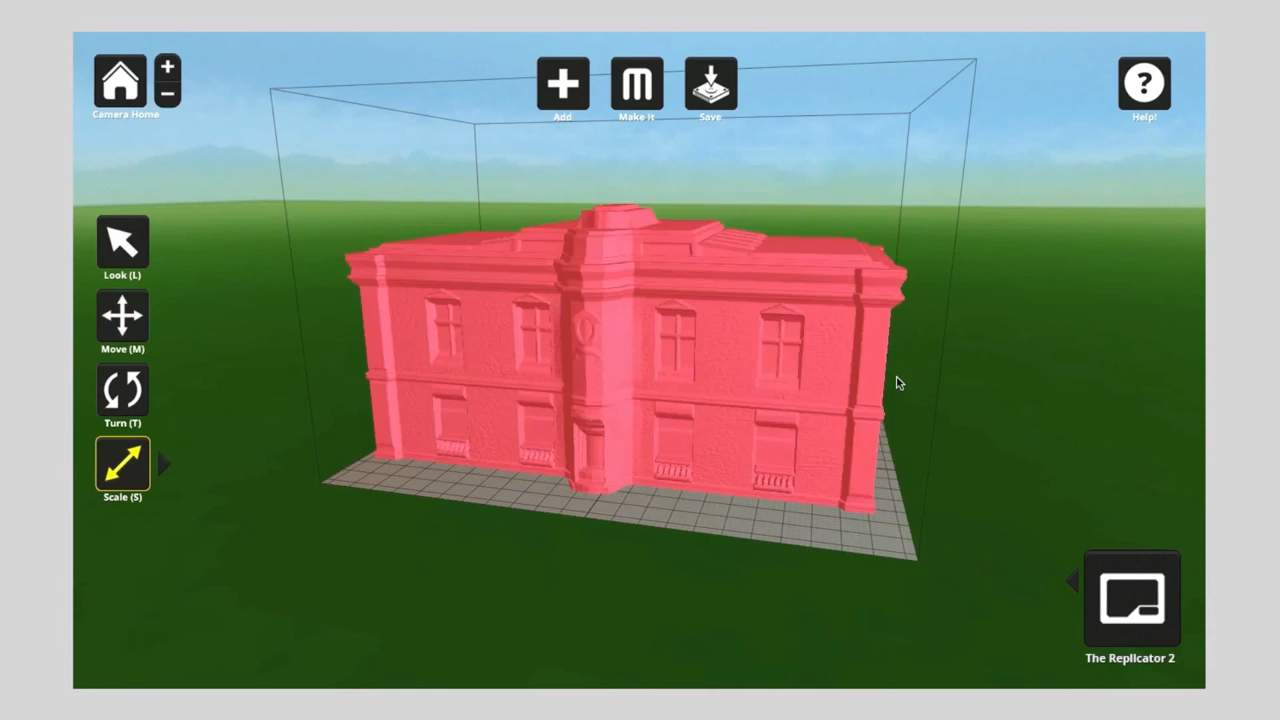 Camera Home
+
-
Add
Make It
Save
?
Help!
Look (L)
Move (M)
Turn (T)
Scale (S)
The Replicator 2